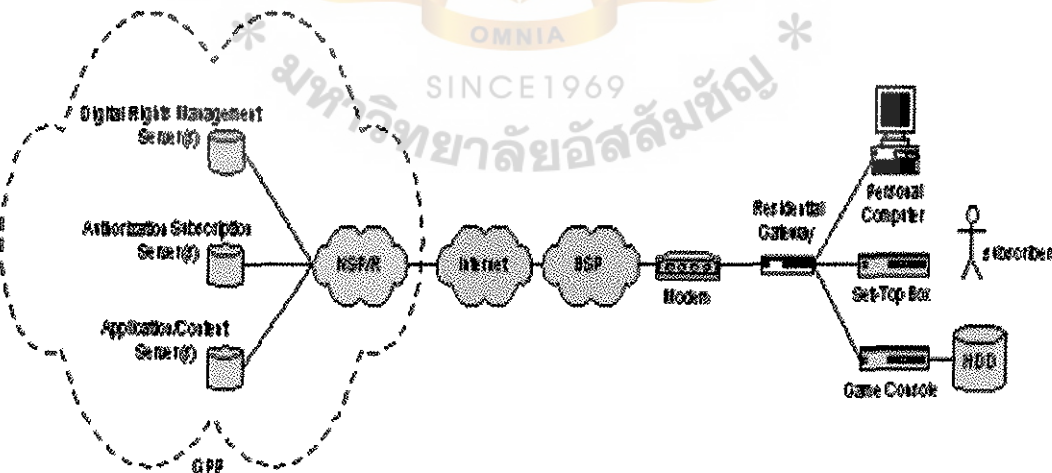 OMNIA
SINCE1969
มหาวิทยาลัยอัสสัมชัญ
Digital Rights Management
Server(s)
Authorization Subscription
Server(s)
Application/Content
Server(s)
Internet
Modem
Residential
Gateway
Personal
Computer
subscriber
Set-Top Box
Game Console
HDD